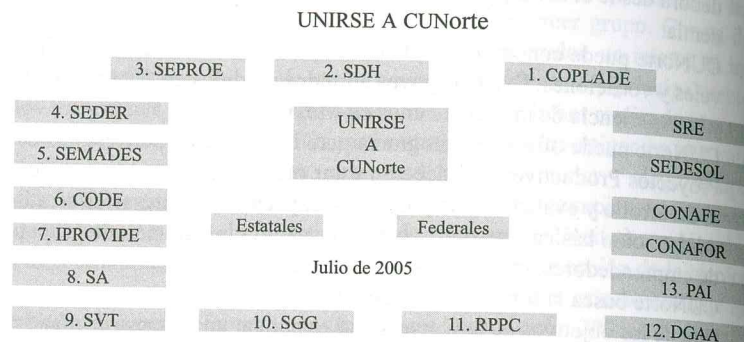 UNIRSE A CUNorte
3. SEPROE
2. SDH
1. COPLADE
4. SEDER
UNIRSE
A
CUNorte
SRE
5. SEMADES
SEDESOL
6. CODE
CONAFE
7. IPROVIPE
Estatales
Federales
CONAFOR
8. SA
Julio de 2005
13. PAI
9. SVT
10. SGG
11. RPPC
12. DGAA